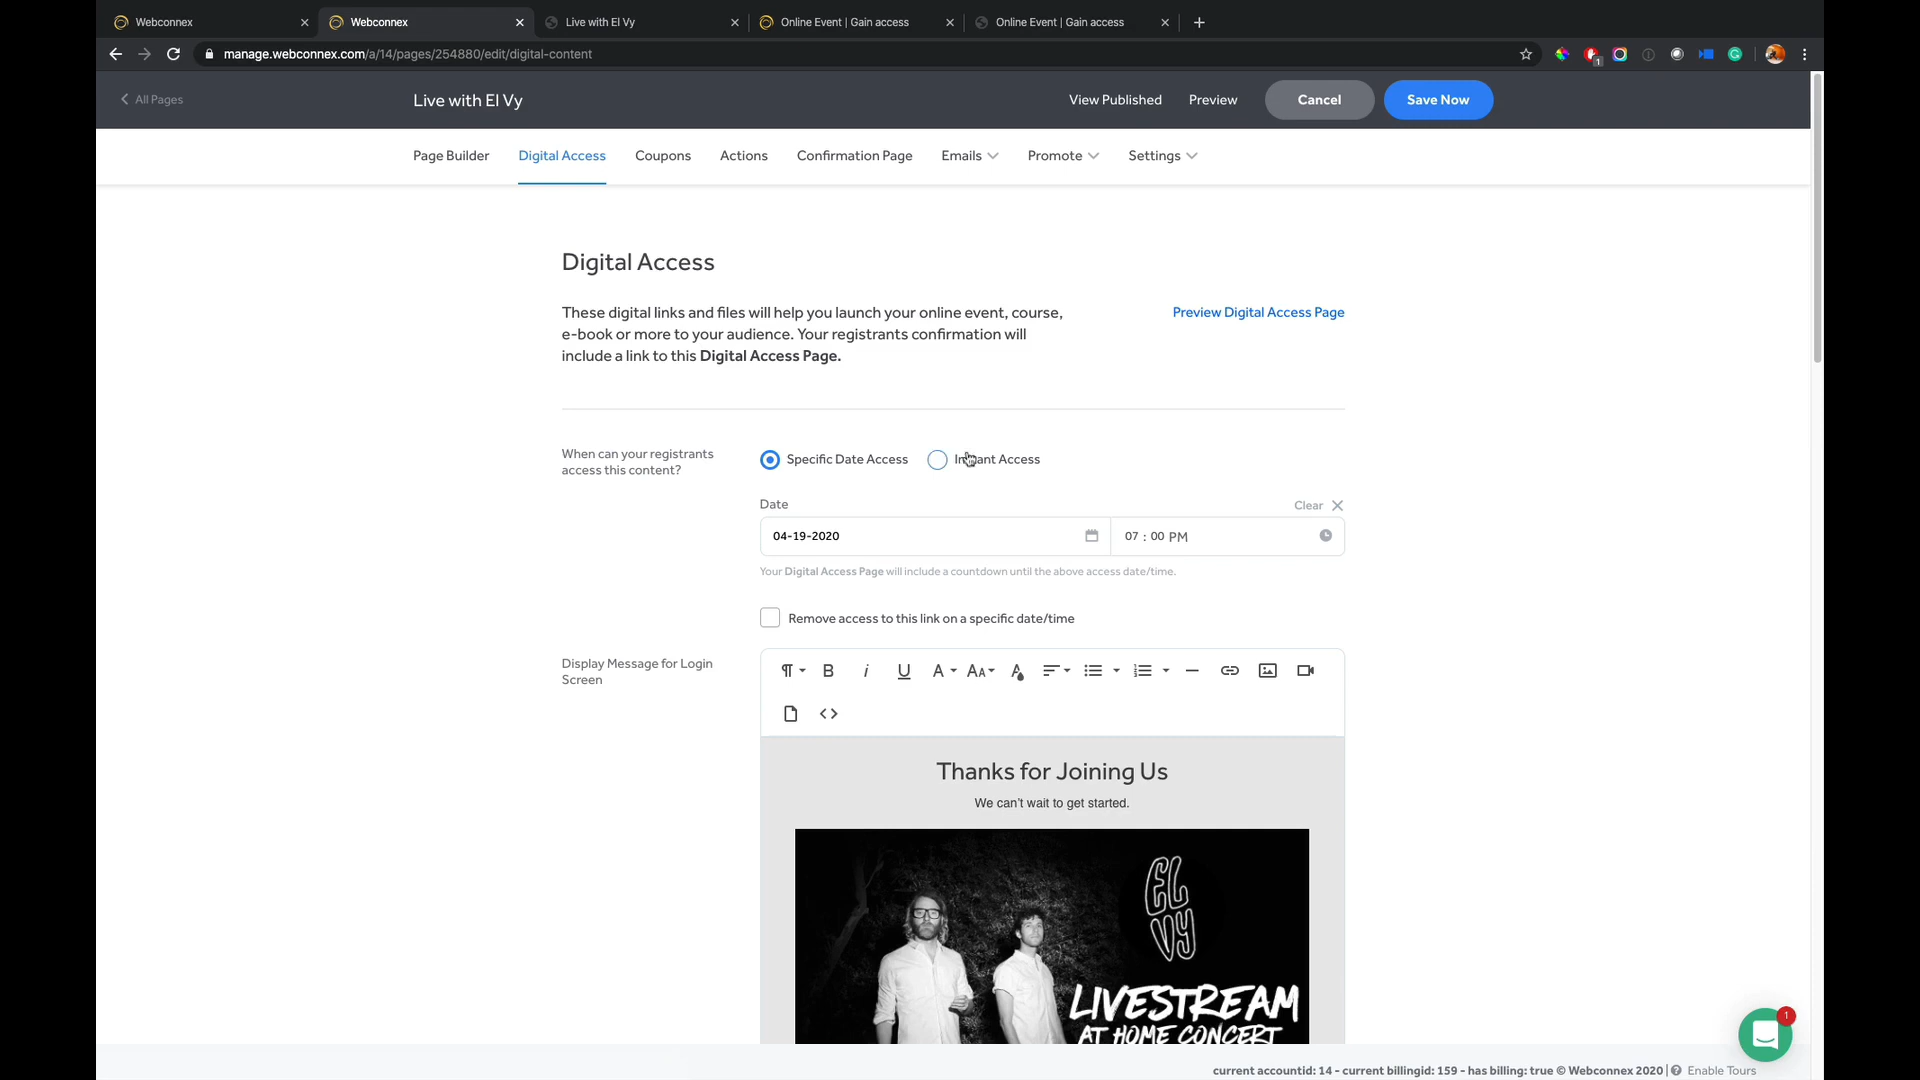 Webconnex
Webconnex
Live with El Vy
Online Event | Gain access
Online Event | Gain access
manage.webconnex.com/a/14/pages/254880/edit/digital-content
1
All Pages
Live with El Vy
View Published
Preview
Cancel
Save Now
Page Builder
Digital Access
Coupons
Actions
Confirmation Page
Emails
Promote
Settings
Digital Access
These digital links and files will help you launch your online event, course,
e-book or more to your audience. Your registrants confirmation will
include a link to this Digital Access Page.
Preview Digital Access Page
When can your registrants
access this content?
Specific Date Access
Instant Access
Date
Clear
04-19-2020
07 : 00 PM
Your Digital Access Page will include a countdown until the above access date/time.
Remove access to this link on a specific date/time
Display Message for Login
Screen
Thanks for Joining Us
We can't wait to get started.
EL
VY
LIVESTREAM
AT HOME CONCERT
1
current accountid: 14 - current billingid: 159 - has billing: true © Webconnex 2020 | Enable Tours